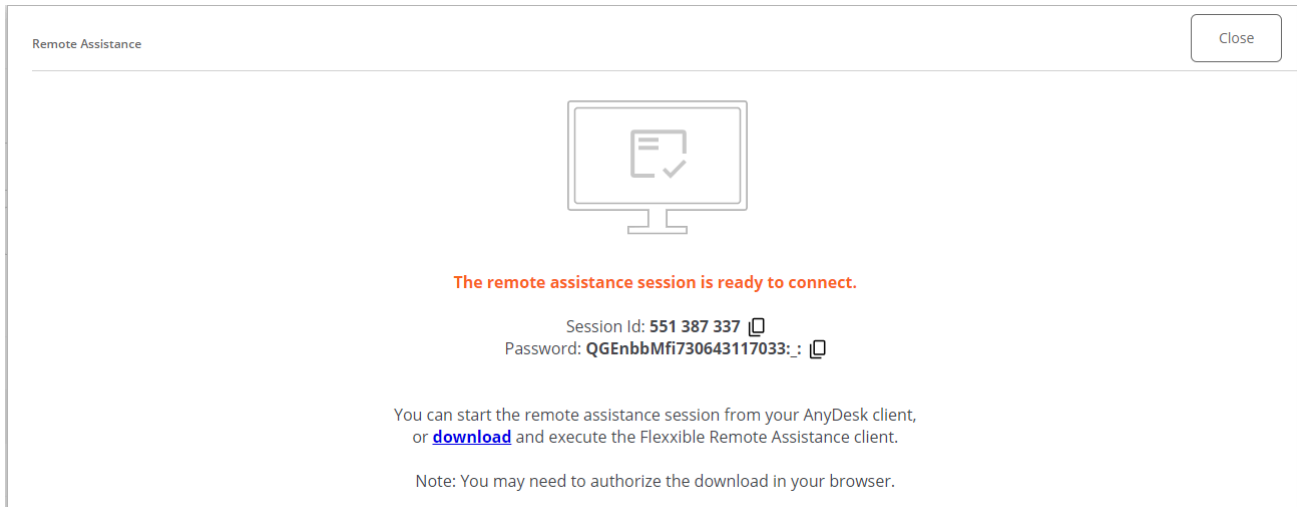 Remote Assistance
Close
The remote assistance session is ready to connect.
Session Id: 551 387 337
Password: QGEnbbMfi730643117033:_:
You can start the remote assistance session from your AnyDesk client,
or download and execute the Flexxible Remote Assistance client.
Note: You may need to authorize the download in your browser.